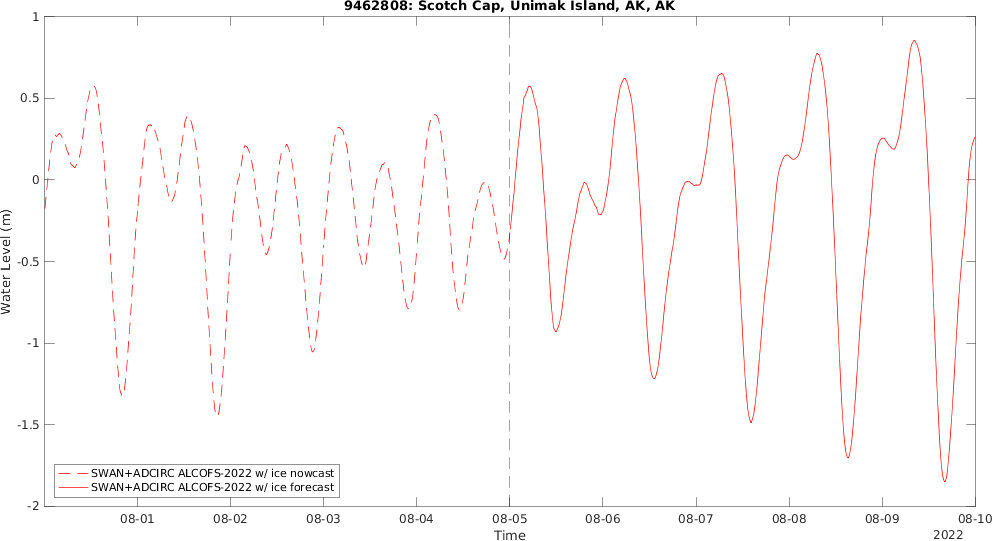 9462808: Scotch Cap, Unimak Island, AK, AK
1
0.5
0
-0.5
-1
-1.5
-2
Water Level (m)
SWAN+ADCIRC ALCOFS-2022 w/ ice nowcast
SWAN+ADCIRC ALCOFS-2022 w/ ice forecast
08-01 08-02 08-03 08-04 08-05 08-06 08-07 08-08 08-09 08-10
Time
2022